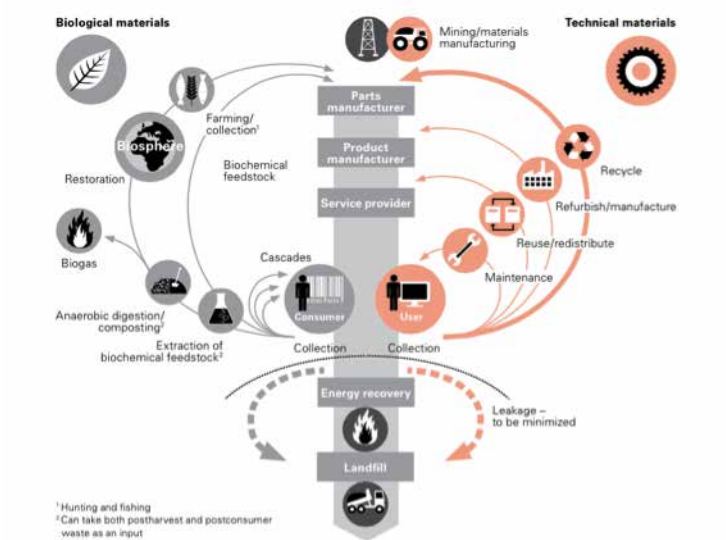 Biological materials
Technical materials
Mining/materials
manufacturing
Parts
manufacturer
Farming/
collection¹
Biosphere
Product
manufacturer
Biochemical
feedstock
Recycle
Restoration
Service provider
Refurbish/manufacture
Reuse/redistribute
Biogas
Cascades
Maintenance
Consumer
User
Anaerobic digestion/
composting²
Extraction of
biochemical feedstock²
Collection
Collection
Energy recovery
Leakage –
to be minimized
Landfill
¹ Hunting and fishing
² Can take both postharvest and postconsumer
waste as an input